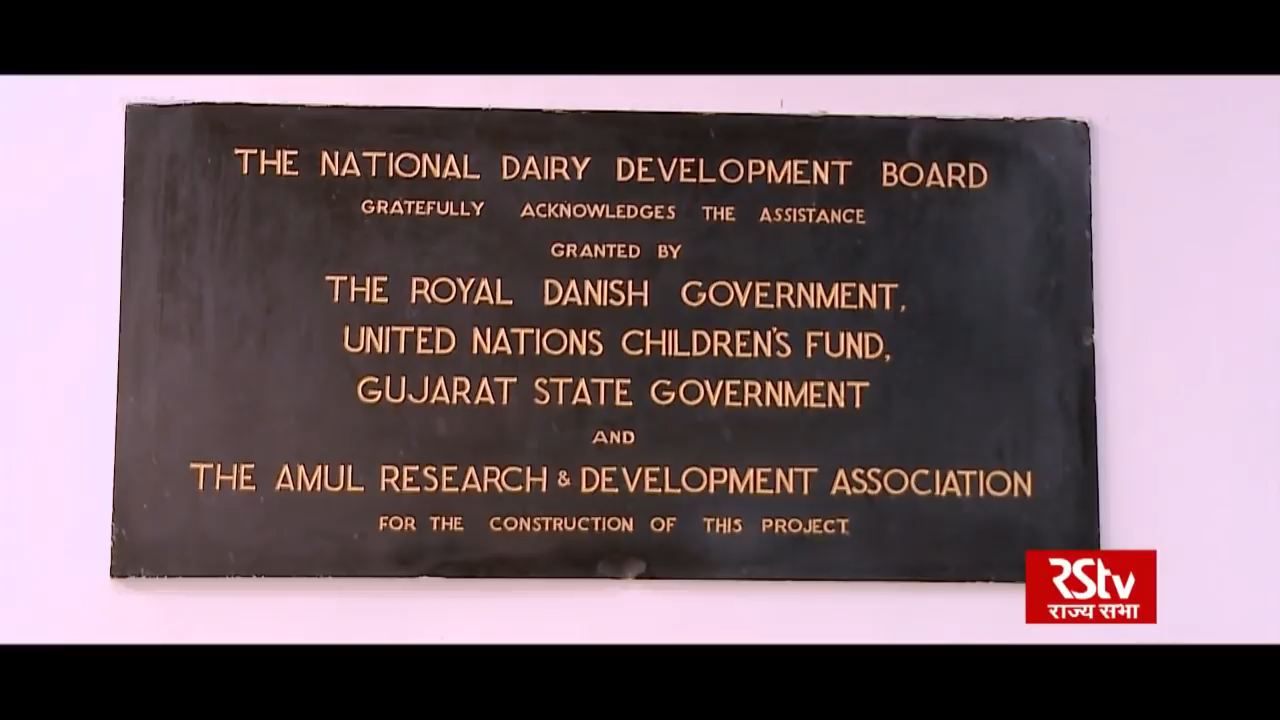 THE NATIONAL DAIRY DEVELOPMENT BOARD
GRATEFULLY ACKNOWLEDGES THE ASSISTANCE
GRANTED BY
THE ROYAL DANISH GOVERNMENT,
UNITED NATIONS CHILDREN'S FUND,
GUJARAT STATE GOVERNMENT
AND
THE AMUL RESEARCH & DEVELOPMENT ASSOCIATION
FOR THE CONSTRUCTION OF THIS PROJECT.
RStv
राज्य सभा